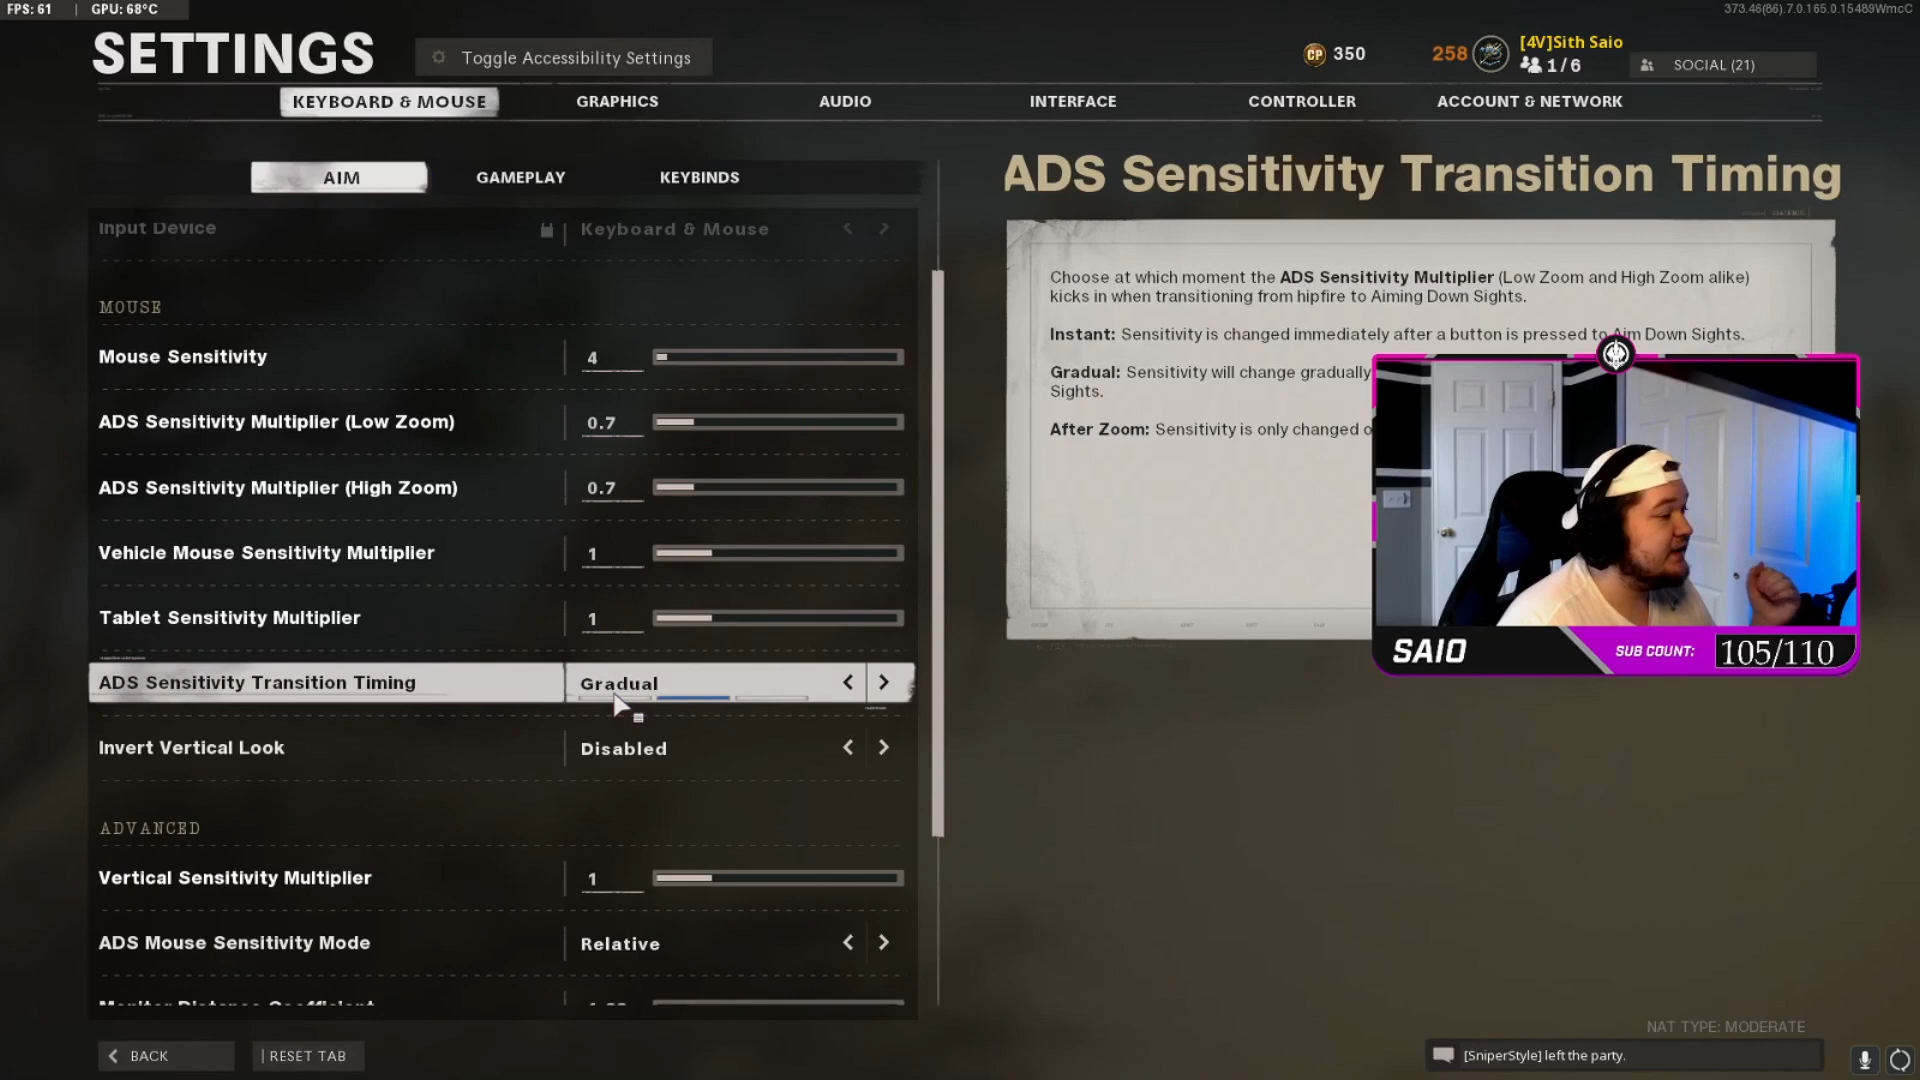 FPS: 61 | GPU: 68°C
373.46(86).7.0.165.0.15489WmcC
SETTINGS
Toggle Accessibility Settings
CP 350
258
[4V]Sith Saio
1/6
SOCIAL (21)
KEYBOARD & MOUSE
GRAPHICS
AUDIO
INTERFACE
CONTROLLER
ACCOUNT & NETWORK
AIM
GAMEPLAY
KEYBINDS
Input Device
Keyboard & Mouse
MOUSE
Mouse Sensitivity
4
ADS Sensitivity Multiplier (Low Zoom)
0.7
ADS Sensitivity Multiplier (High Zoom)
0.7
Vehicle Mouse Sensitivity Multiplier
1
Tablet Sensitivity Multiplier
1
ADS Sensitivity Transition Timing
Gradual
Invert Vertical Look
Disabled
ADVANCED
Vertical Sensitivity Multiplier
1
ADS Mouse Sensitivity Mode
Relative
Monitor Distance Coefficient
BACK
RESET TAB
ADS Sensitivity Transition Timing
Choose at which moment the ADS Sensitivity Multiplier (Low Zoom and High Zoom alike)
kicks in when transitioning from hipfire to Aiming Down Sights.
Instant: Sensitivity is changed immediately after a button is pressed to Aim Down Sights.
Gradual: Sensitivity will change gradually
Sights.
After Zoom: Sensitivity is only changed o
SAIO
SUB COUNT:
105/110
NAT TYPE: MODERATE
[SniperStyle] left the party.